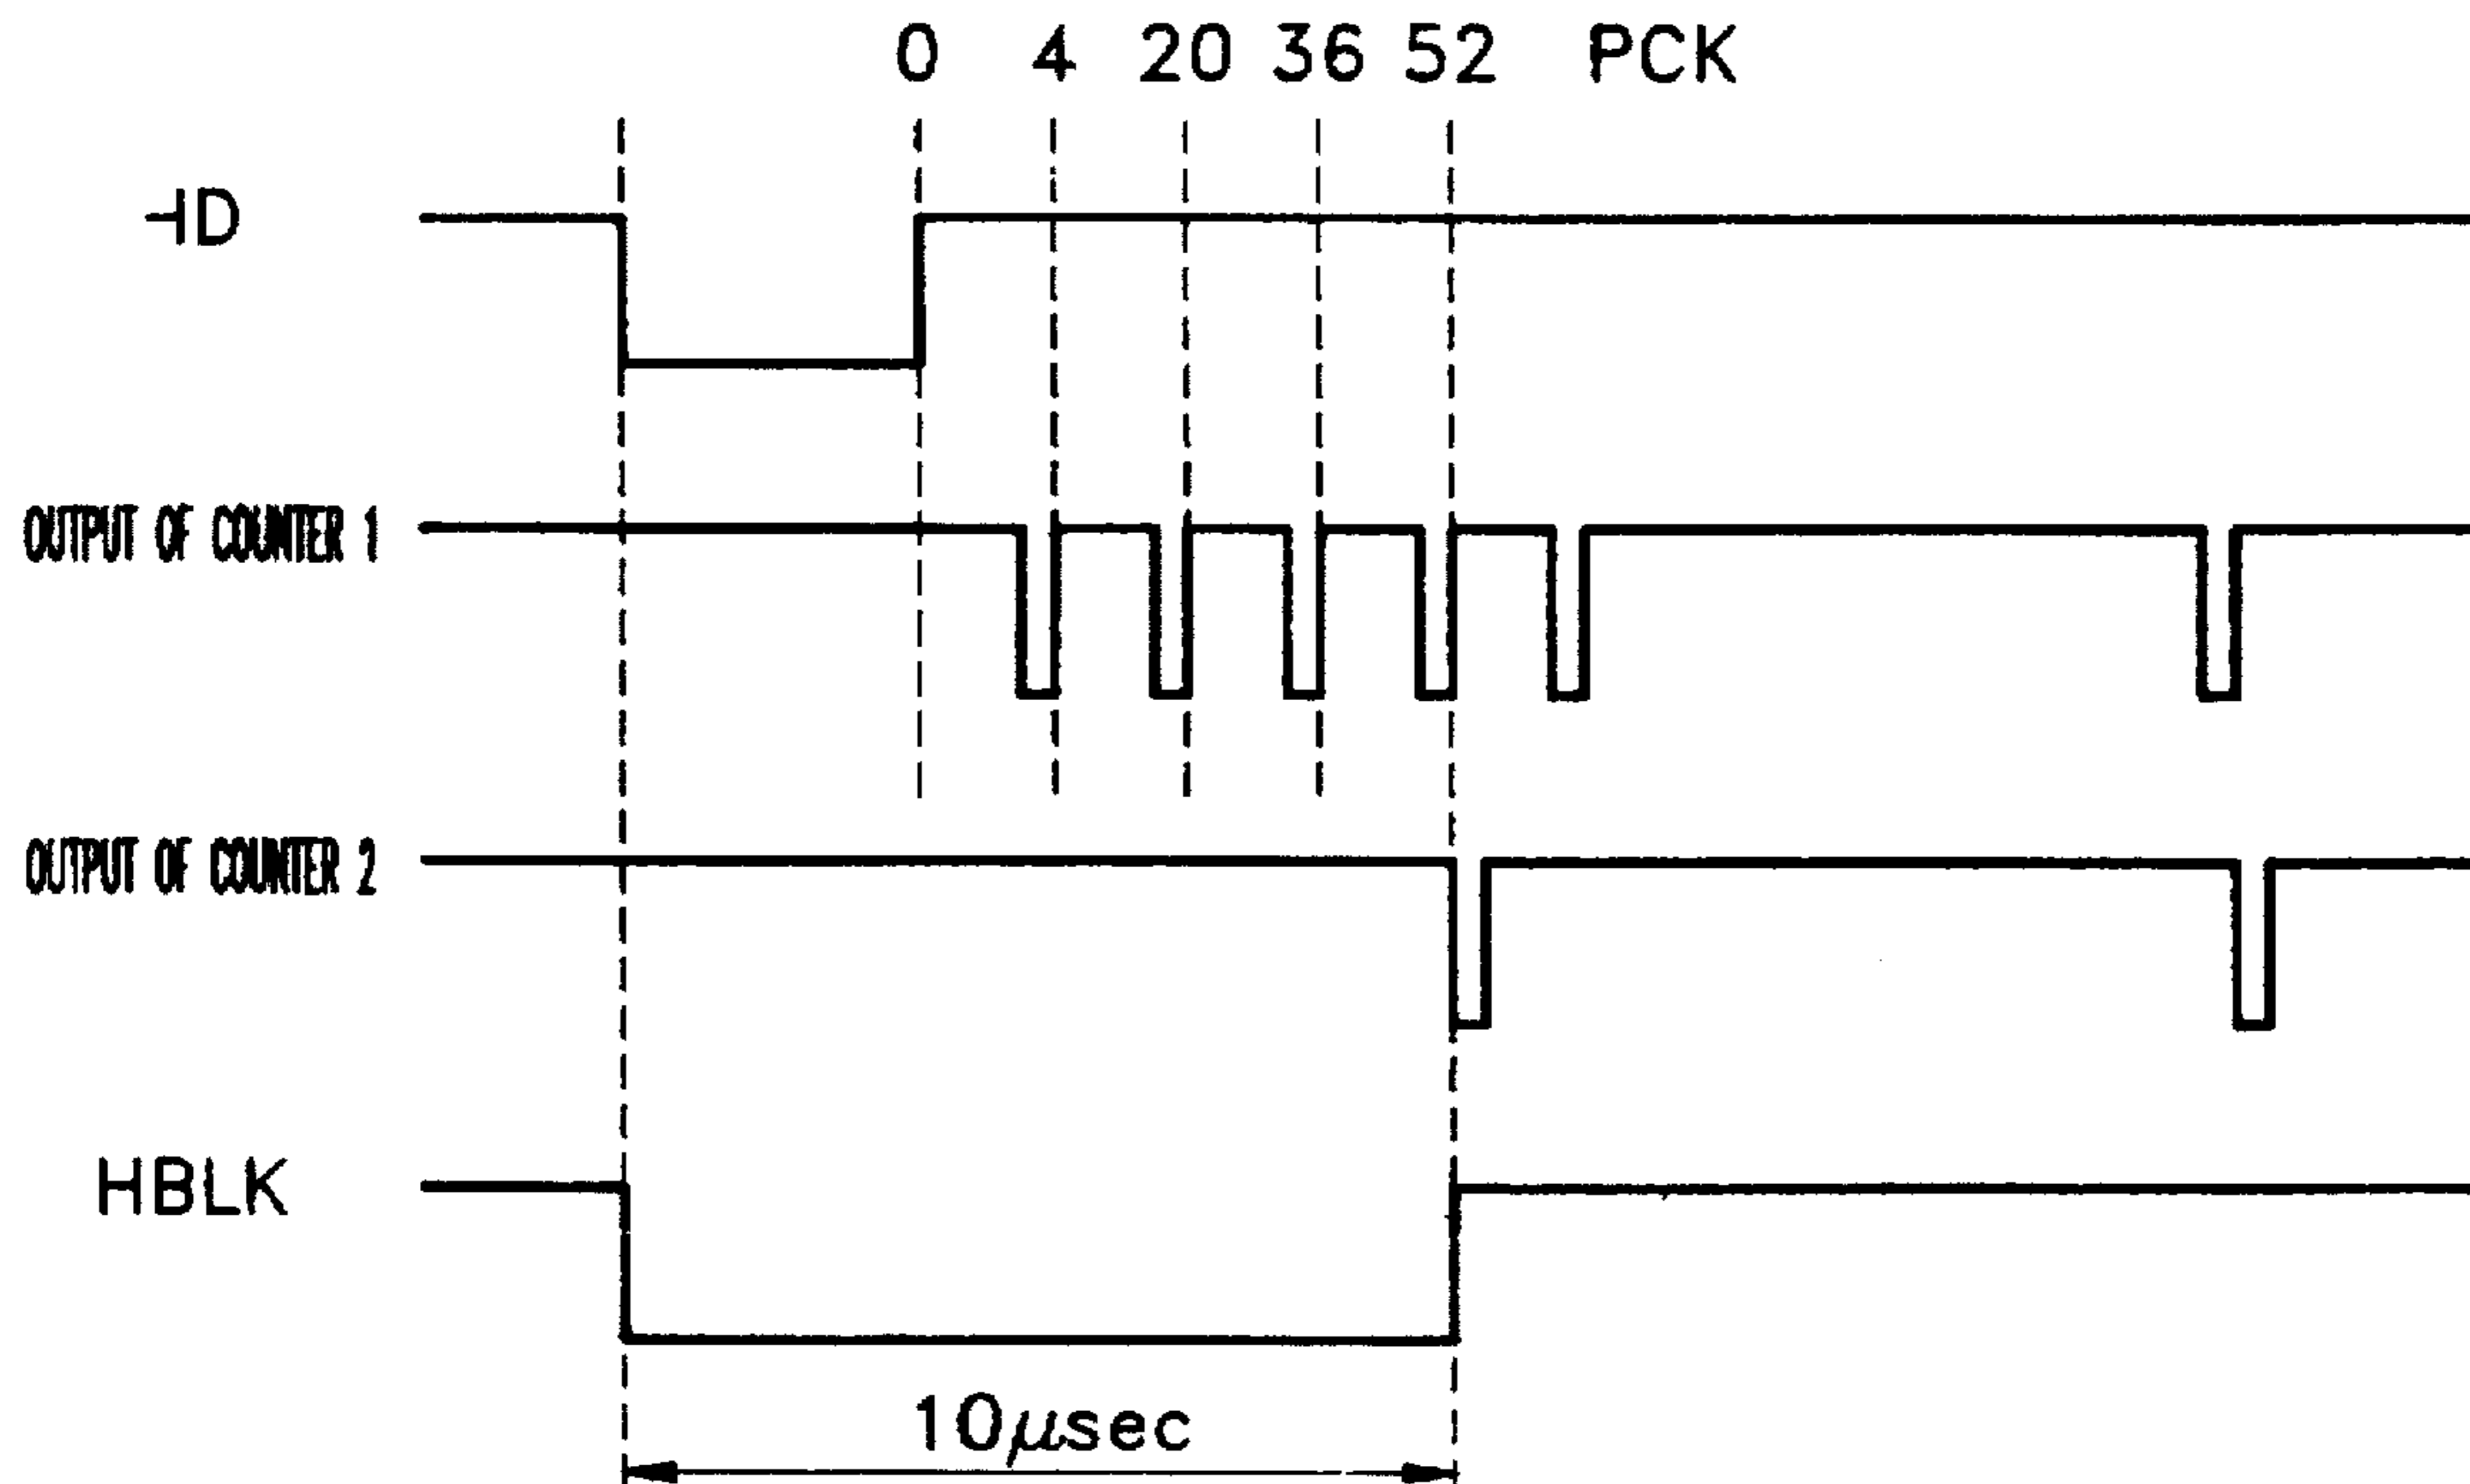 0 4 20 36 52 PCK
HD
OUTPUT OF COUNTER 1
OUTPUT OF COUNTER 2
HBLK
10μsec